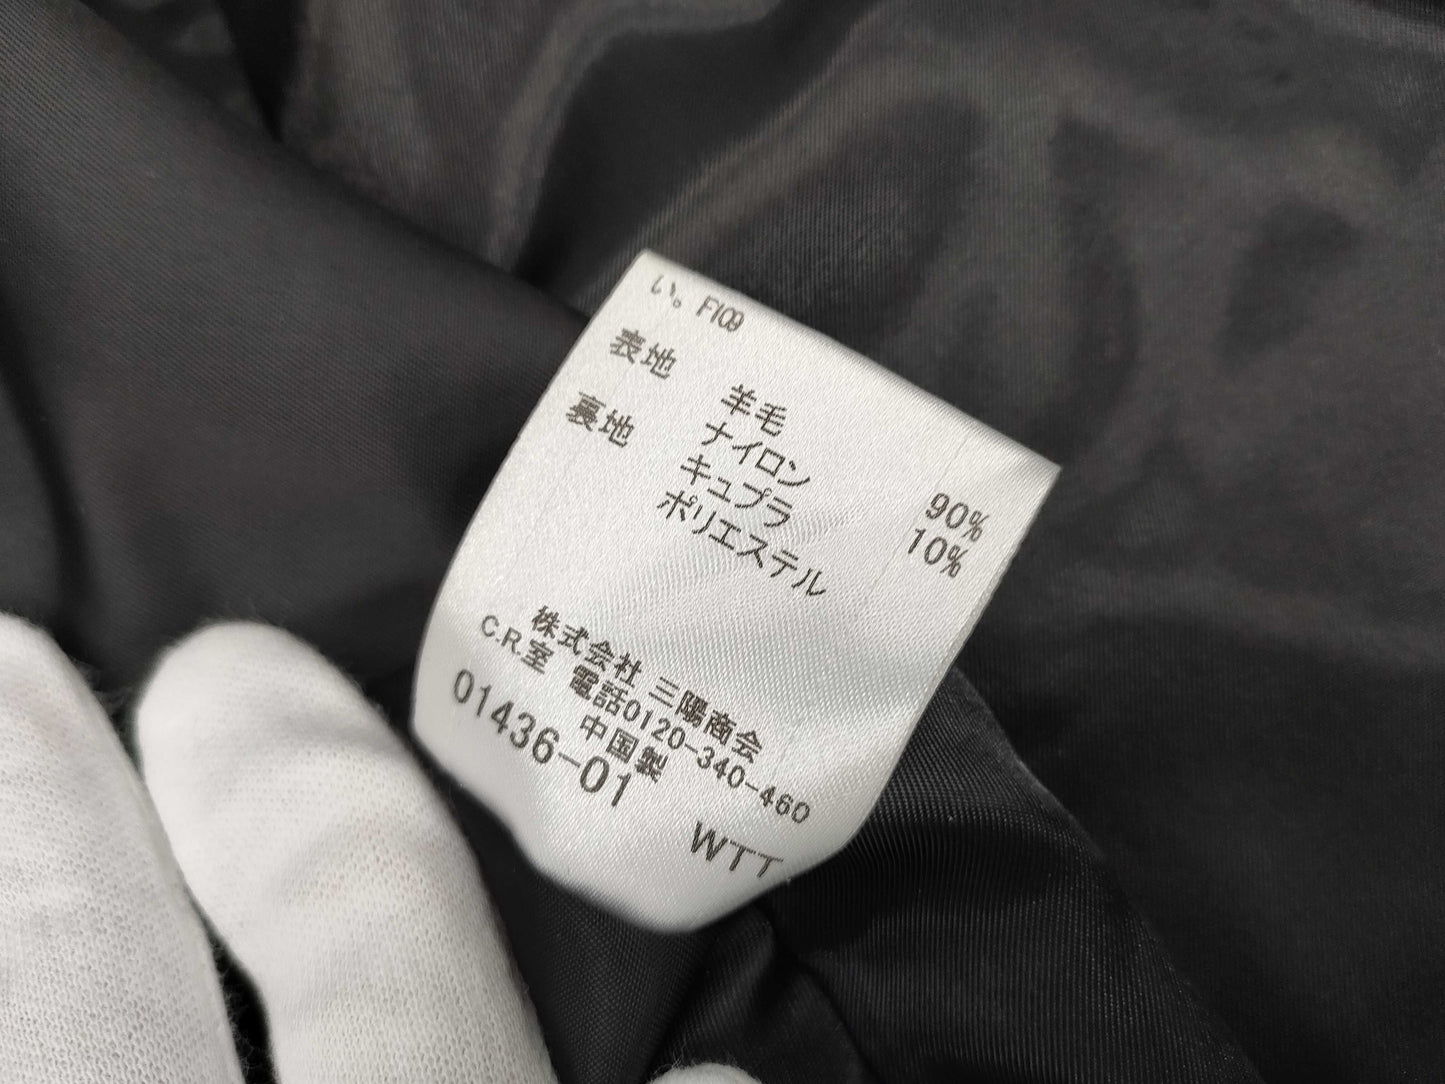 い。F109
表地 羊毛 90%
ナイロン 10%
裏地 キュプラ
ポリエステル
株式会社 三陽商会
C.R.室 電話0120-340-460
中国製
01436-01
WTT